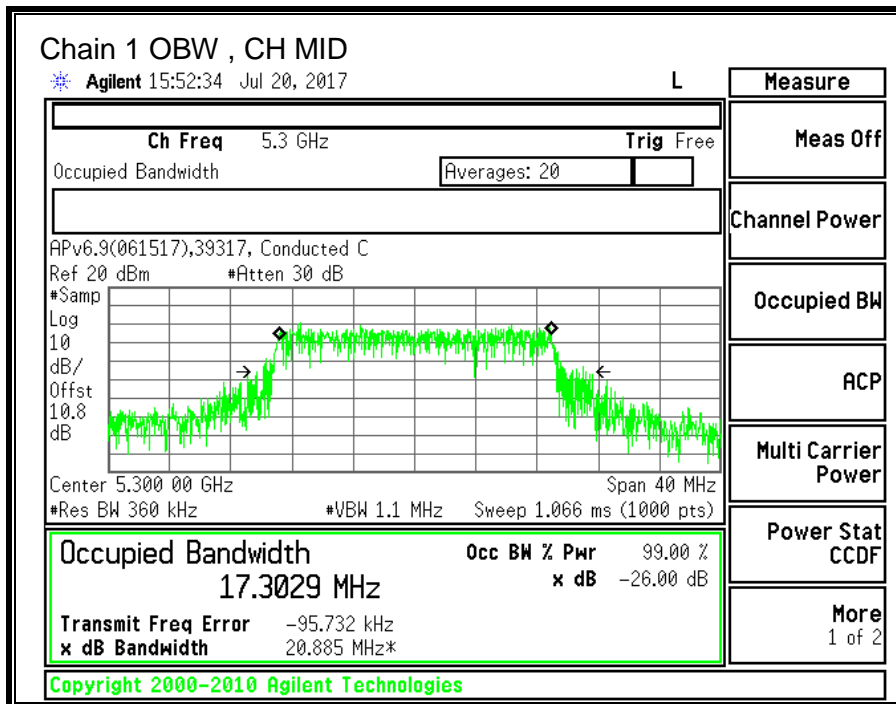 Chain 1 OBW , CH MID
Agilent 15:52:34 Jul 20, 2017 L
Measure
Ch Freq 5.3 GHz Trig Free
Occupied Bandwidth Averages: 20
APv6.9(061517),39317, Conducted C
Ref 20 dBm #Atten 30 dB
#Samp
Log
10
dB/
Offst
10.8
dB
Center 5.300 00 GHz Span 40 MHz
#Res BW 360 kHz #VBW 1.1 MHz Sweep 1.066 ms (1000 pts)
Occupied Bandwidth Occ BW % Pwr 99.00 %
17.3029 MHz x dB -26.00 dB
Transmit Freq Error -95.732 kHz
x dB Bandwidth 20.885 MHz*
Copyright 2000-2010 Agilent Technologies
Meas Off
Channel Power
Occupied BW
ACP
Multi Carrier
Power
Power Stat
CCDF
More
1 of 2